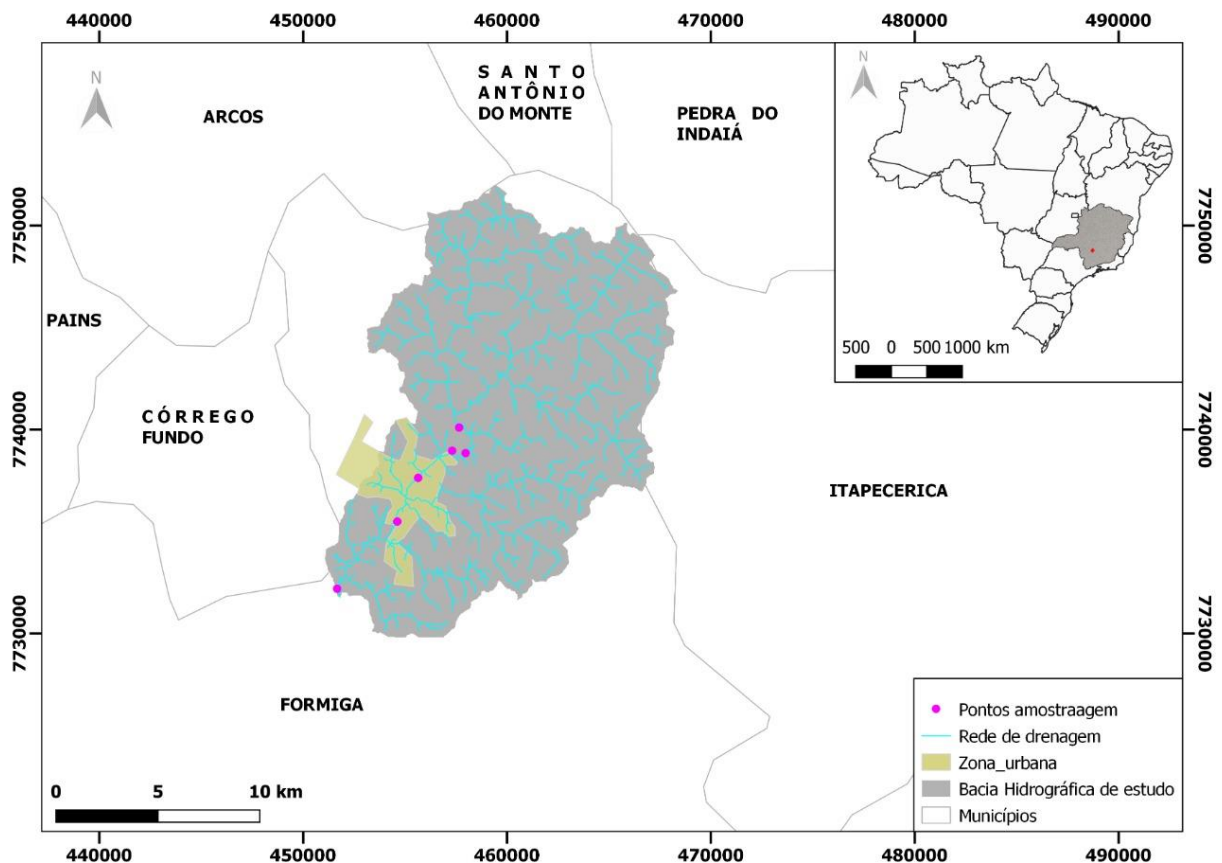 440000 450000 460000 470000 480000 490000
N
N
S A N T O
ANTÔNIO
DO MONTE
PEDRA DO
INDAIÁ
ARCOS
7750000
7750000
PAINS
500 0 500 1000 km
CÓRREGO
FUNDO
7740000
7740000
ITAPECERICA
7730000
7730000
FORMIGA
Pontos amostraagem
Rede de drenagem
Zona_urbana
Bacia Hidrográfica de estudo
Municípios
0 5 10 km
440000 450000 460000 470000 480000 490000